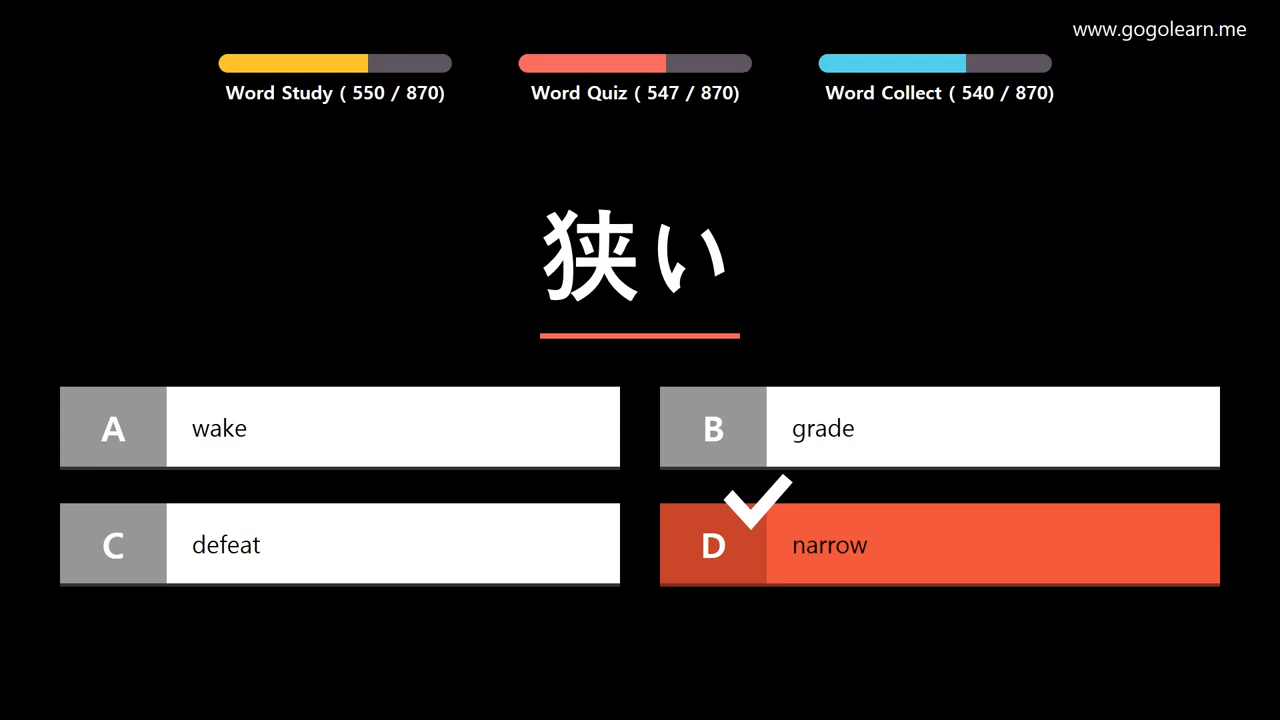 www.gogolearn.me
Word Study ( 550 / 870)
Word Quiz ( 547 / 870)
Word Collect ( 540 / 870)
狭い
A
wake
B
grade
C
defeat
D
narrow